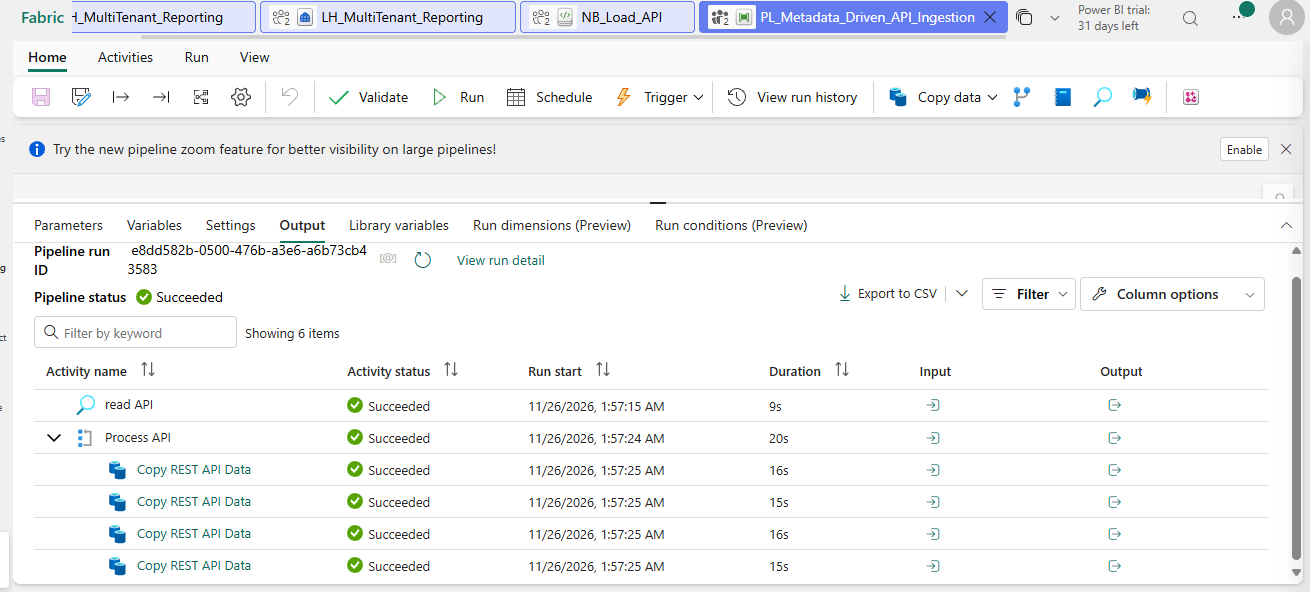 Fabric
H_MultiTenant_Reporting
LH_MultiTenant_Reporting
NB_Load_API
PL_Metadata_Driven_API_Ingestion
Power BI trial:
31 days left
Home Activities Run View
Validate Run Schedule Trigger View run history Copy data
Try the new pipeline zoom feature for better visibility on large pipelines!
Enable
Parameters Variables Settings Output Library variables Run dimensions (Preview) Run conditions (Preview)
Pipeline run ID
e8dd582b-0500-476b-a3e6-a6b73cb43583
View run detail
Pipeline status Succeeded
Export to CSV Filter Column options
Filter by keyword Showing 6 items
Activity name Activity status Run start Duration Input Output
read API Succeeded 11/26/2026, 1:57:15 AM 9s
Process API Succeeded 11/26/2026, 1:57:24 AM 20s
Copy REST API Data Succeeded 11/26/2026, 1:57:25 AM 16s
Copy REST API Data Succeeded 11/26/2026, 1:57:25 AM 15s
Copy REST API Data Succeeded 11/26/2026, 1:57:25 AM 16s
Copy REST API Data Succeeded 11/26/2026, 1:57:25 AM 15s